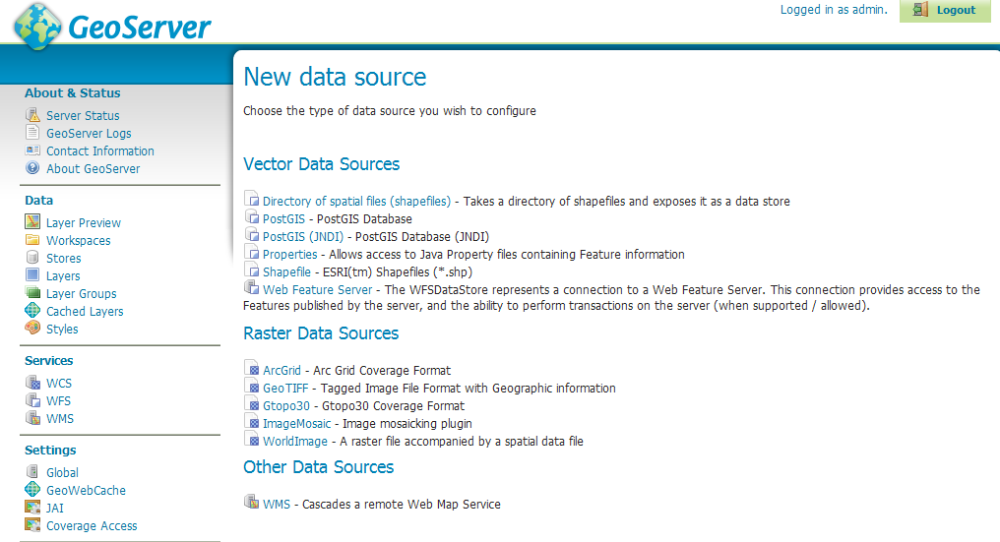 GeoServer
Logged in as admin.
Logout
About & Status
Server Status
GeoServer Logs
Contact Information
About GeoServer
Data
Layer Preview
Workspaces
Stores
Layers
Layer Groups
Cached Layers
Styles
Services
WCS
WFS
WMS
Settings
Global
GeoWebCache
JAI
Coverage Access
New data source
Choose the type of data source you wish to configure
Vector Data Sources
Directory of spatial files (shapefiles) - Takes a directory of shapefiles and exposes it as a data store
PostGIS - PostGIS Database
PostGIS (JNDI) - PostGIS Database (JNDI)
Properties - Allows access to Java Property files containing Feature information
Shapefile - ESRI(tm) Shapefiles (*.shp)
Web Feature Server - The WFSDataStore represents a connection to a Web Feature Server. This connection provides access to the
Features published by the server, and the ability to perform transactions on the server (when supported / allowed).
Raster Data Sources
ArcGrid - Arc Grid Coverage Format
GeoTIFF - Tagged Image File Format with Geographic information
Gtopo30 - Gtopo30 Coverage Format
ImageMosaic - Image mosaicking plugin
WorldImage - A raster file accompanied by a spatial data file
Other Data Sources
WMS - Cascades a remote Web Map Service